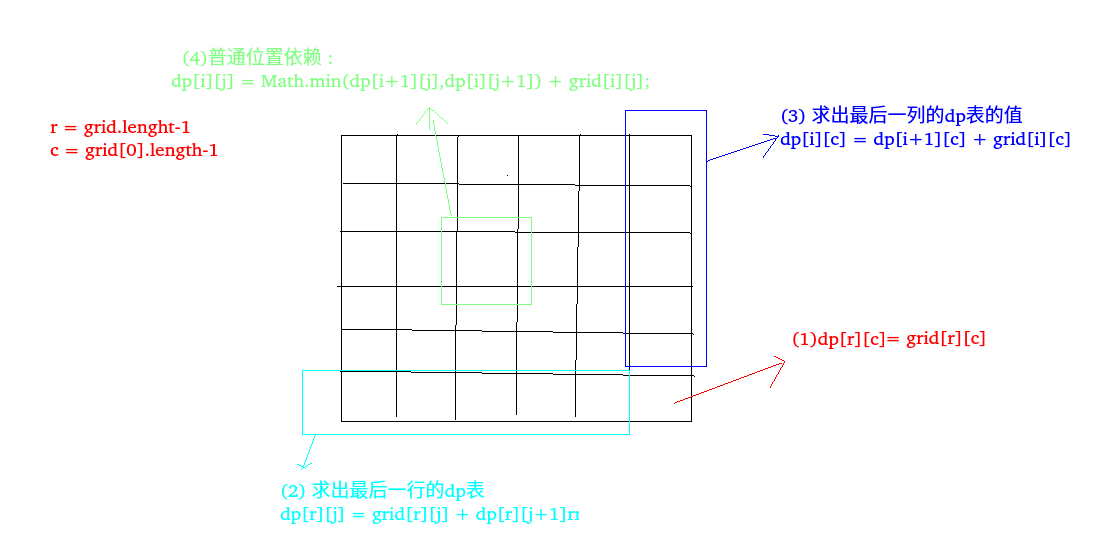 (4)普通位置依赖：
dp[i][j] = Math.min(dp[i+1][j],dp[i][j+1]) + grid[i][j];
r = grid.lenght-1
c = grid[0].length-1
(3) 求出最后一列的dp表的值
dp[i][c] = dp[i+1][c] + grid[i][c]
(1)dp[r][c]= grid[r][c]
(2) 求出最后一行的dp表
dp[r][j] = grid[r][j] + dp[r][j+1]